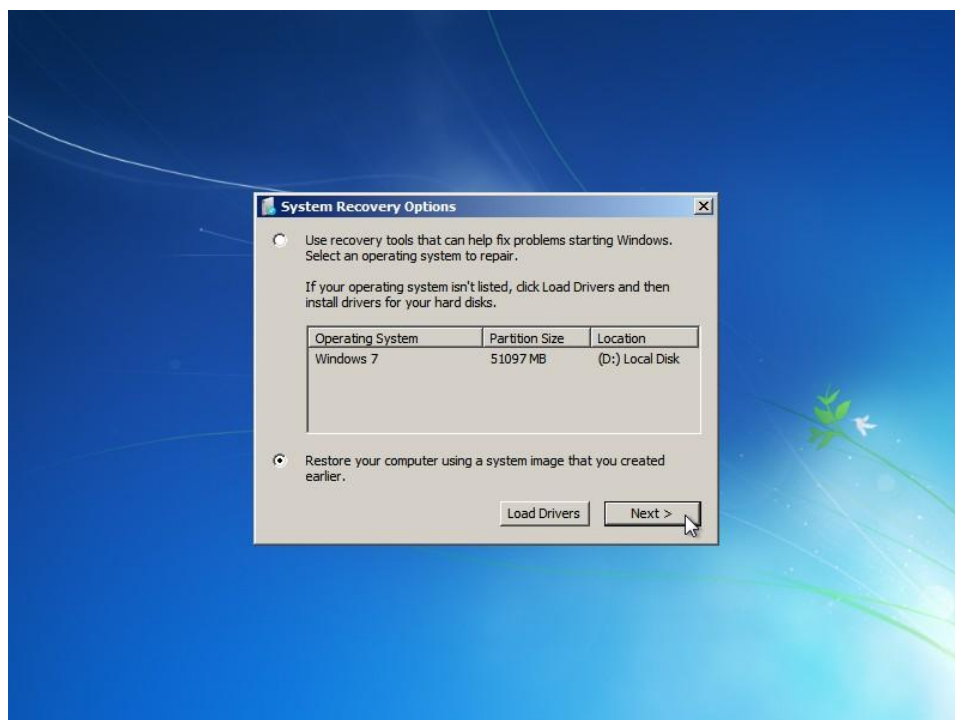 System Recovery Options
Use recovery tools that can help fix problems starting Windows.
Select an operating system to repair.
If your operating system isn't listed, click Load Drivers and then
install drivers for your hard disks.
Operating System Partition Size Location
Windows 7 51097 MB (D:) Local Disk
Restore your computer using a system image that you created
earlier.
Load Drivers Next >